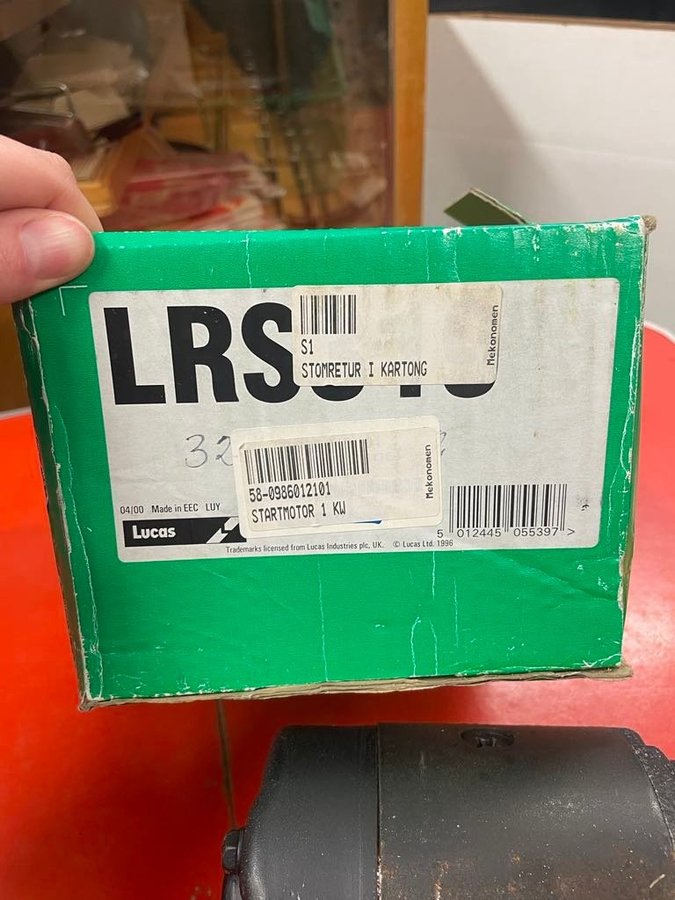 LRS
S1
STOMRETUR I KARTONG
Mekonomen
32
58-0986012101
STARTMOTOR 1 KW
Mekonomen
04/00 Made in EEC LUY
Lucas
5 012445 055397 >
Trademarks licensed from Lucas Industries plc, UK. © Lucas Ltd. 1996